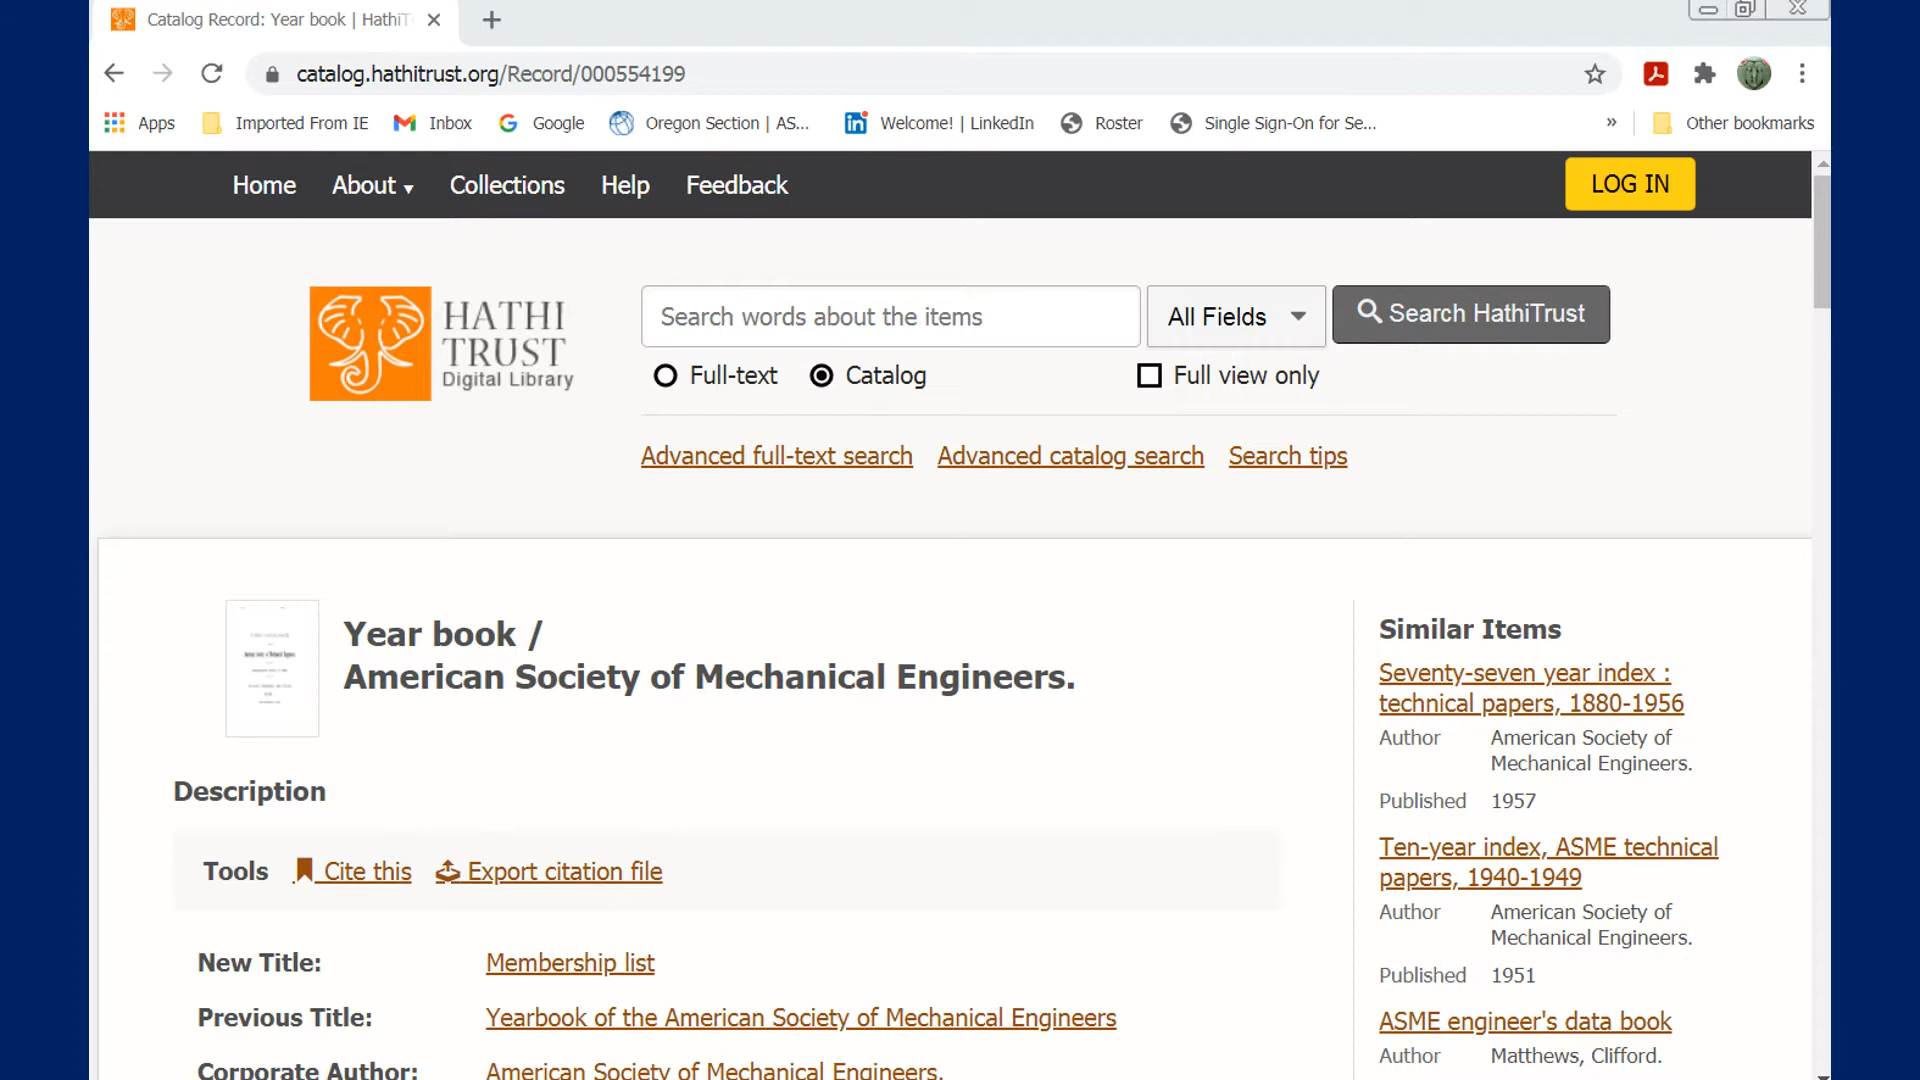 Catalog Record: Year book | HathiT
catalog.hathitrust.org/Record/000554199
Apps Imported From IE Inbox Google Oregon Section | AS... Welcome! | LinkedIn Roster Single Sign-On for Se... » Other bookmarks
Home About Collections Help Feedback LOG IN
HATHI
TRUST
Digital Library
Search words about the items All Fields Search HathiTrust
Full-text Catalog Full view only
Advanced full-text search Advanced catalog search Search tips
Year book /
American Society of Mechanical Engineers.
Description
Tools Cite this Export citation file
New Title: Membership list
Previous Title: Yearbook of the American Society of Mechanical Engineers
Corporate Author: American Society of Mechanical Engineers.
Similar Items
Seventy-seven year index :
technical papers, 1880-1956
Author American Society of
Mechanical Engineers.
Published 1957
Ten-year index, ASME technical
papers, 1940-1949
Author American Society of
Mechanical Engineers.
Published 1951
ASME engineer's data book
Author Matthews, Clifford.